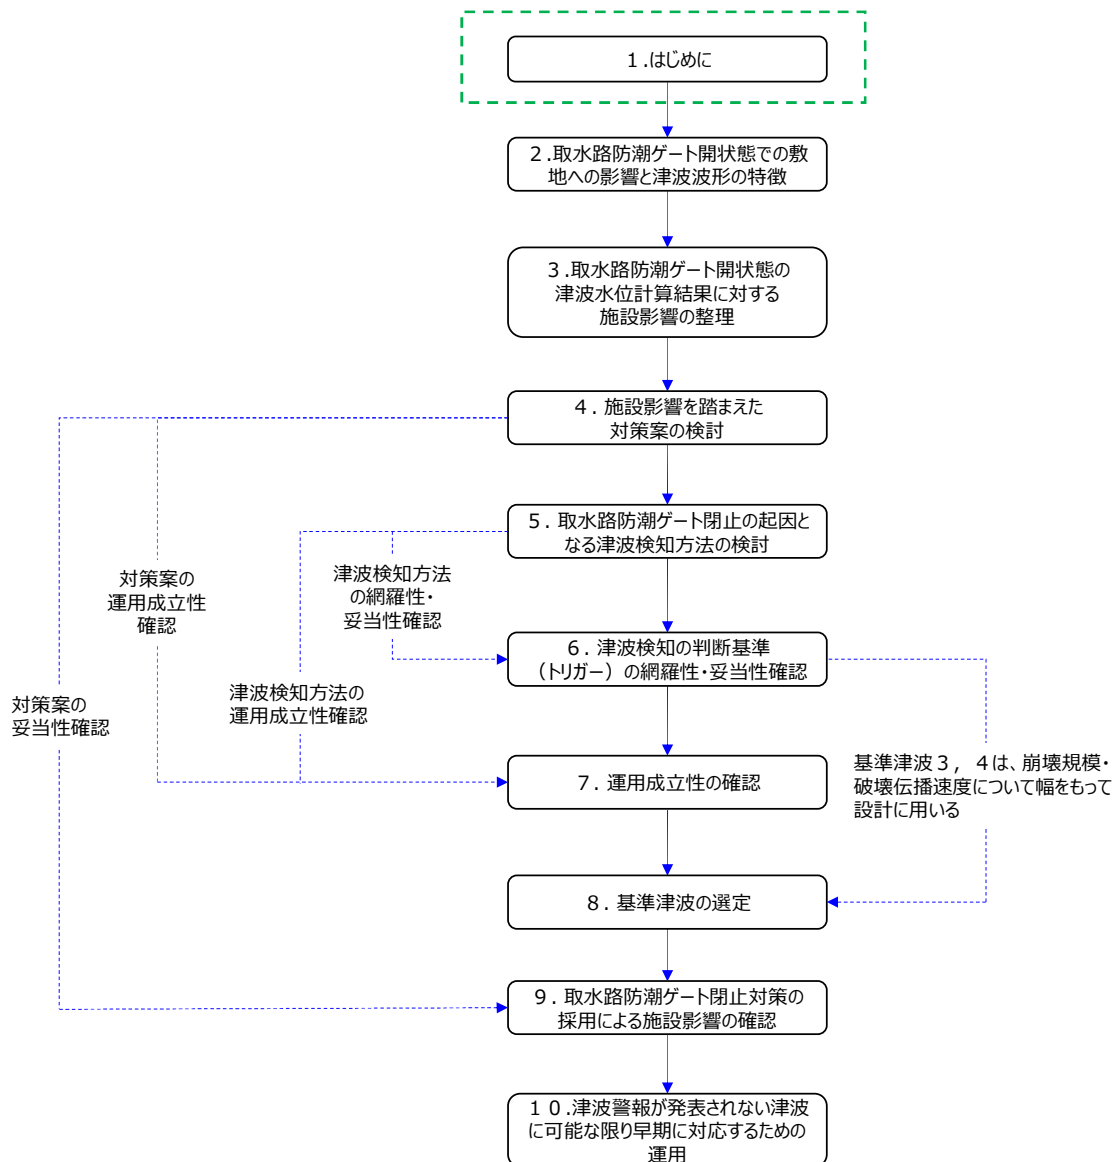 １.はじめに
２.取水路防潮ゲート開状態での敷
地への影響と津波波形の特徴
３.取水路防潮ゲート開状態の
津波水位計算結果に対する
施設影響の整理
４．施設影響を踏まえた
対策案の検討
５．取水路防潮ゲート閉止の起因と
なる津波検知方法の検討
津波検知方法
の網羅性・
妥当性確認
対策案の
運用成立性
確認
６．津波検知の判断基準
（トリガー）の網羅性・妥当性確認
津波検知方法の
運用成立性確認
対策案の
妥当性確認
７．運用成立性の確認
基準津波３，４は、崩壊規模・
破壊伝播速度について幅をもって
設計に用いる
８．基準津波の選定
９．取水路防潮ゲート閉止対策の
採用による施設影響の確認
１０.津波警報が発表されない津波
に可能な限り早期に対応するための
運用